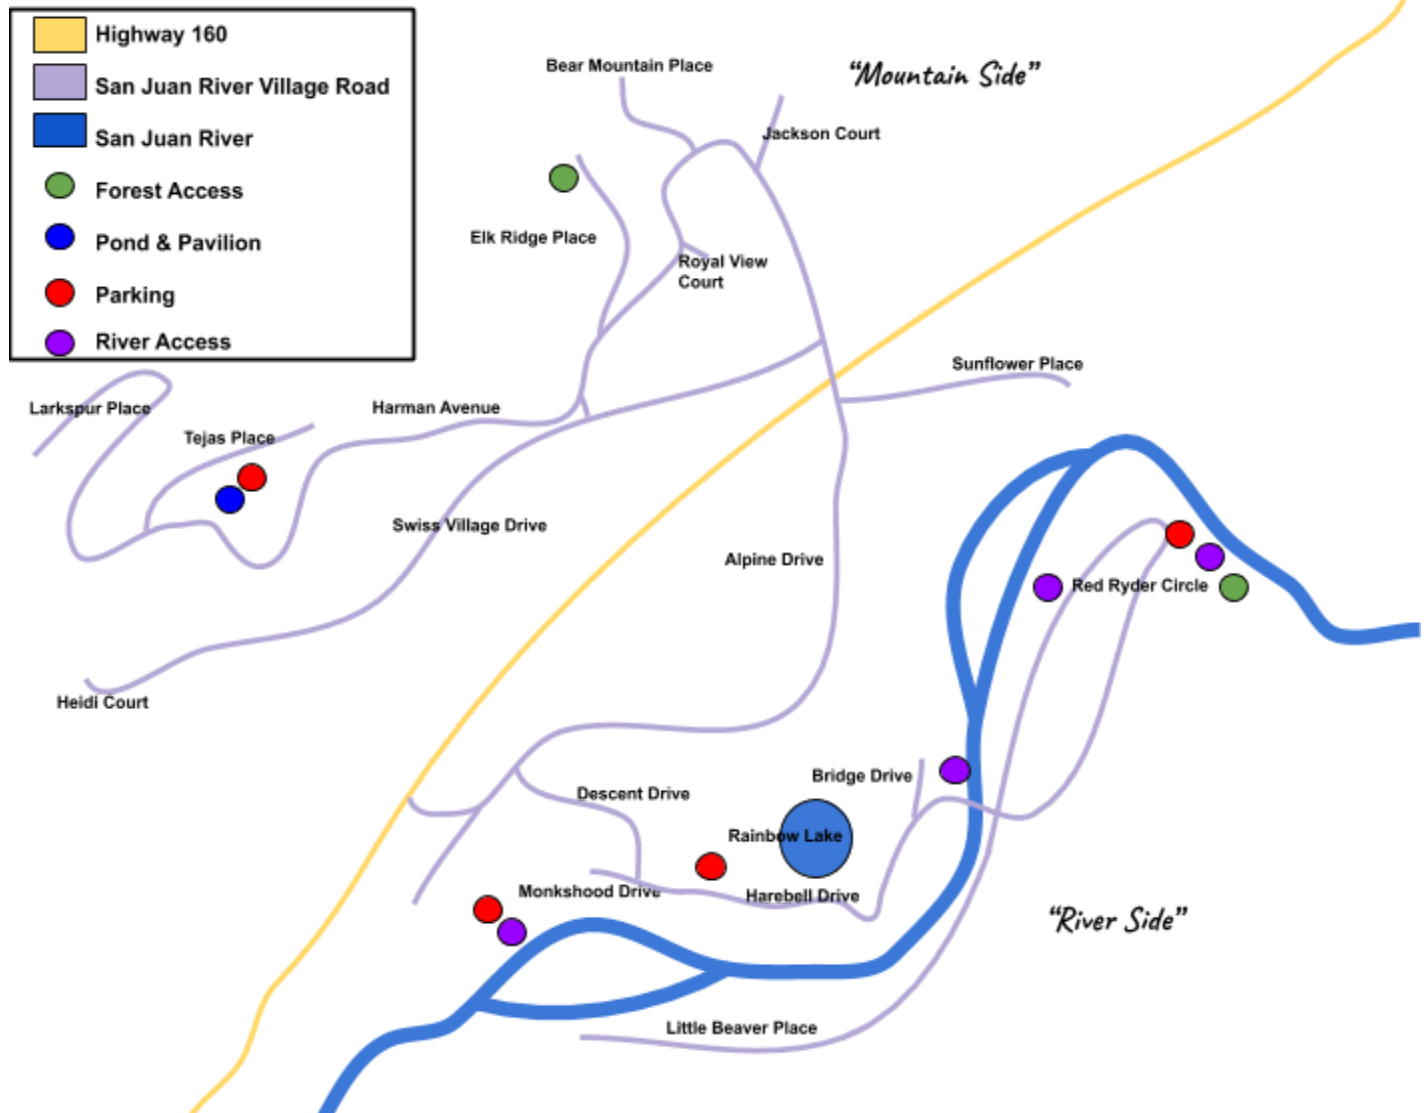 Highway 160
San Juan River Village Road
San Juan River
Forest Access
Pond & Pavilion
Parking
River Access
Bear Mountain Place
“Mountain Side”
Jackson Court
Elk Ridge Place
Royal View
Court
Sunflower Place
Larkspur Place
Harman Avenue
Tejas Place
Swiss Village Drive
Alpine Drive
Red Ryder Circle
Heidi Court
Bridge Drive
Descent Drive
Rainbow Lake
Monkshood Drive
Harebell Drive
“River Side”
Little Beaver Place